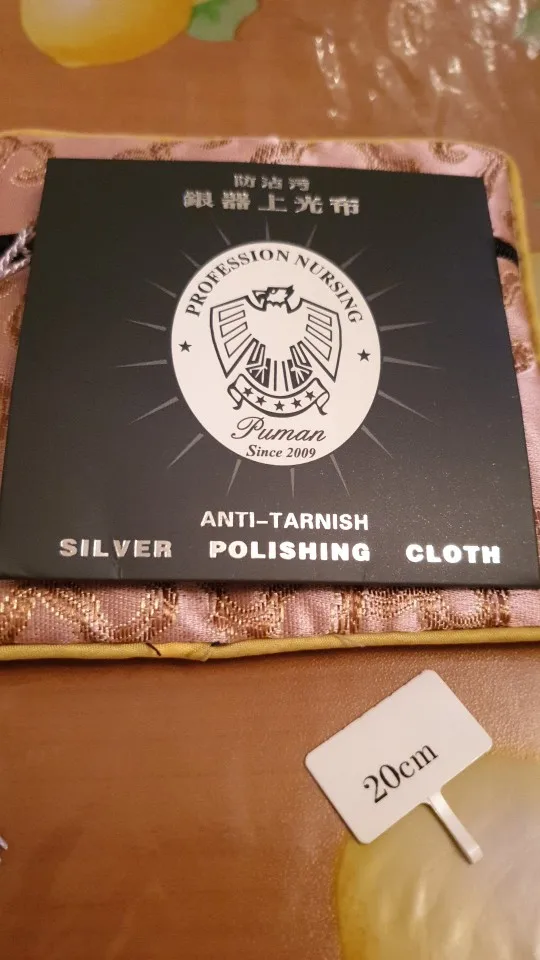 防沾污
銀器上光布
PROFESSION NURSING
Puman
Since 2009
ANTI-TARNISH
SILVER POLISHING CLOTH
20cm